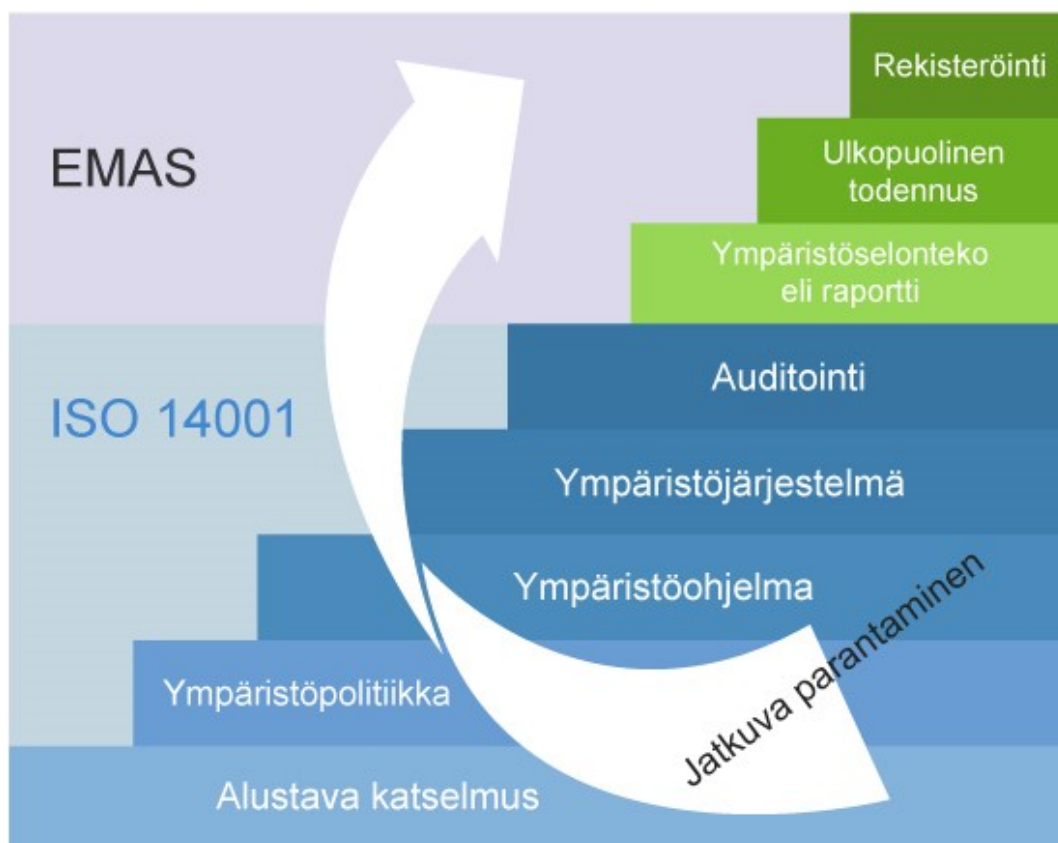 EMAS
Rekisteröinti
Ulkopuolinen
todennus
Ympäristöselonteko
eli raportti
ISO 14001
Auditointi
Ympäristöjärjestelmä
Ympäristöohjelma
Ympäristöpolitiikka
Jatkuva parantaminen
Alustava katselmus